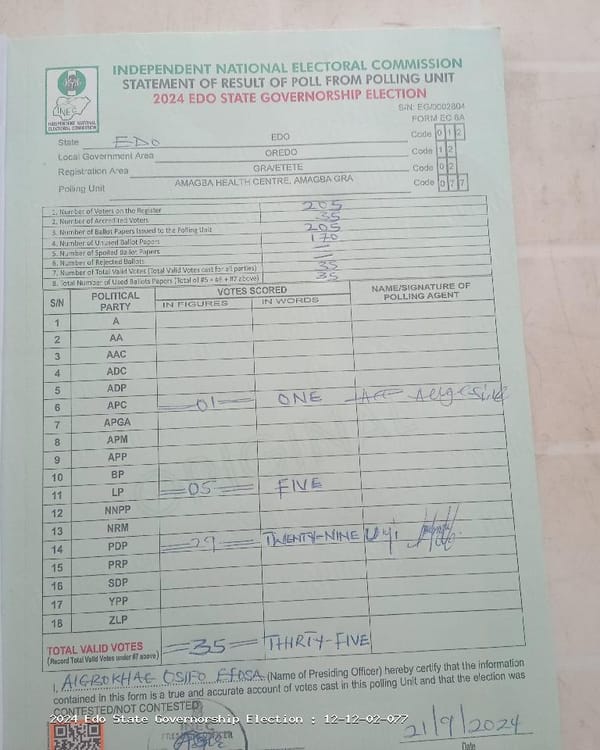 INDEPENDENT NATIONAL ELECTORAL COMMISSION
STATEMENT OF RESULT OF POLL FROM POLLING UNIT
2024 EDO STATE GOVERNORSHIP ELECTION
S/N: EG/0002804
FORM EC 8A
INEC
INDEPENDENT NATIONAL ELECTORAL COMMISSION
State EDO EDO Code 0 1 2
Local Government Area OREDO Code 1 2
Registration Area GRA/ETETE Code 0 2
Polling Unit AMAGBA HEALTH CENTRE, AMAGBA GRA Code 0 7 7
1. Number of Voters on the Register 205
2. Number of Accredited Voters 35
3. Number of Ballot Papers Issued to the Polling Unit 205
4. Number of Unused Ballot Papers 170
5. Number of Spoiled Ballot Papers =
6. Number of Rejected Ballots =
7. Number of Total Valid Votes (Total Valid Votes cast for all parties) 35
8. Total Number of Used Ballots Papers (Total of #5 + #6 + #7 above) 35
S/N POLITICAL PARTY VOTES SCORED NAME/SIGNATURE OF POLLING AGENT
IN FIGURES IN WORDS
1 A
2 AA
3 AAC
4 ADC
5 ADP
6 APC =01= ONE
7 APGA
8 APM
9 APP
10 BP
11 LP =05= FIVE
12 NNPP
13 NRM
14 PDP =29= TWENTY-NINE Uyi
15 PRP
16 SDP
17 YPP
18 ZLP
TOTAL VALID VOTES =35= THIRTY-FIVE
(Record Total Valid Votes under #7 above)
I, AIGBOKHAE OSIFO EFOSA (Name of Presiding Officer) hereby certify that the information
contained in this form is a true and accurate account of votes cast in this polling Unit and that the election was
CONTESTED/NOT CONTESTED
2024 Edo State Governorship Election : 12-12-02-077
21/9/2024
Date